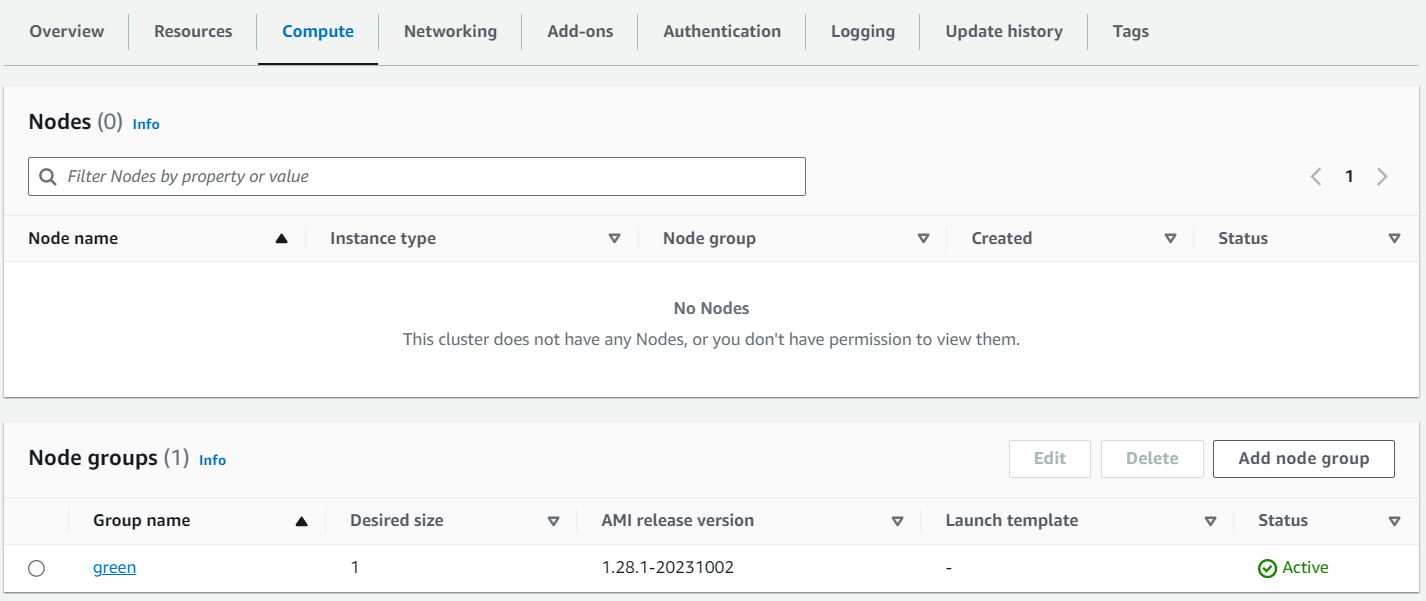 Overview Resources Compute Networking Add-ons Authentication Logging Update history Tags
Nodes (0) Info
Filter Nodes by property or value
1
Node name Instance type Node group Created Status
No Nodes
This cluster does not have any Nodes, or you don't have permission to view them.
Node groups (1) Info
Edit Delete Add node group
Group name Desired size AMI release version Launch template Status
green 1 1.28.1-20231002 - Active